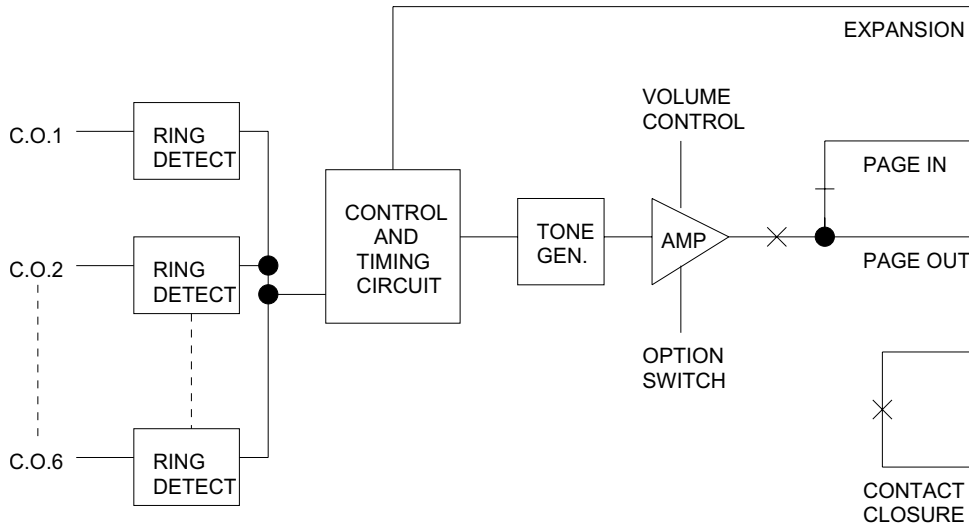 EXPANSION
VOLUME
CONTROL
C.O.1
RING
DETECT
PAGE IN
CONTROL
AND
TIMING
CIRCUIT
TONE
GEN.
AMP
C.O.2
RING
DETECT
PAGE OUT
OPTION
SWITCH
C.O.6
RING
DETECT
CONTACT
CLOSURE